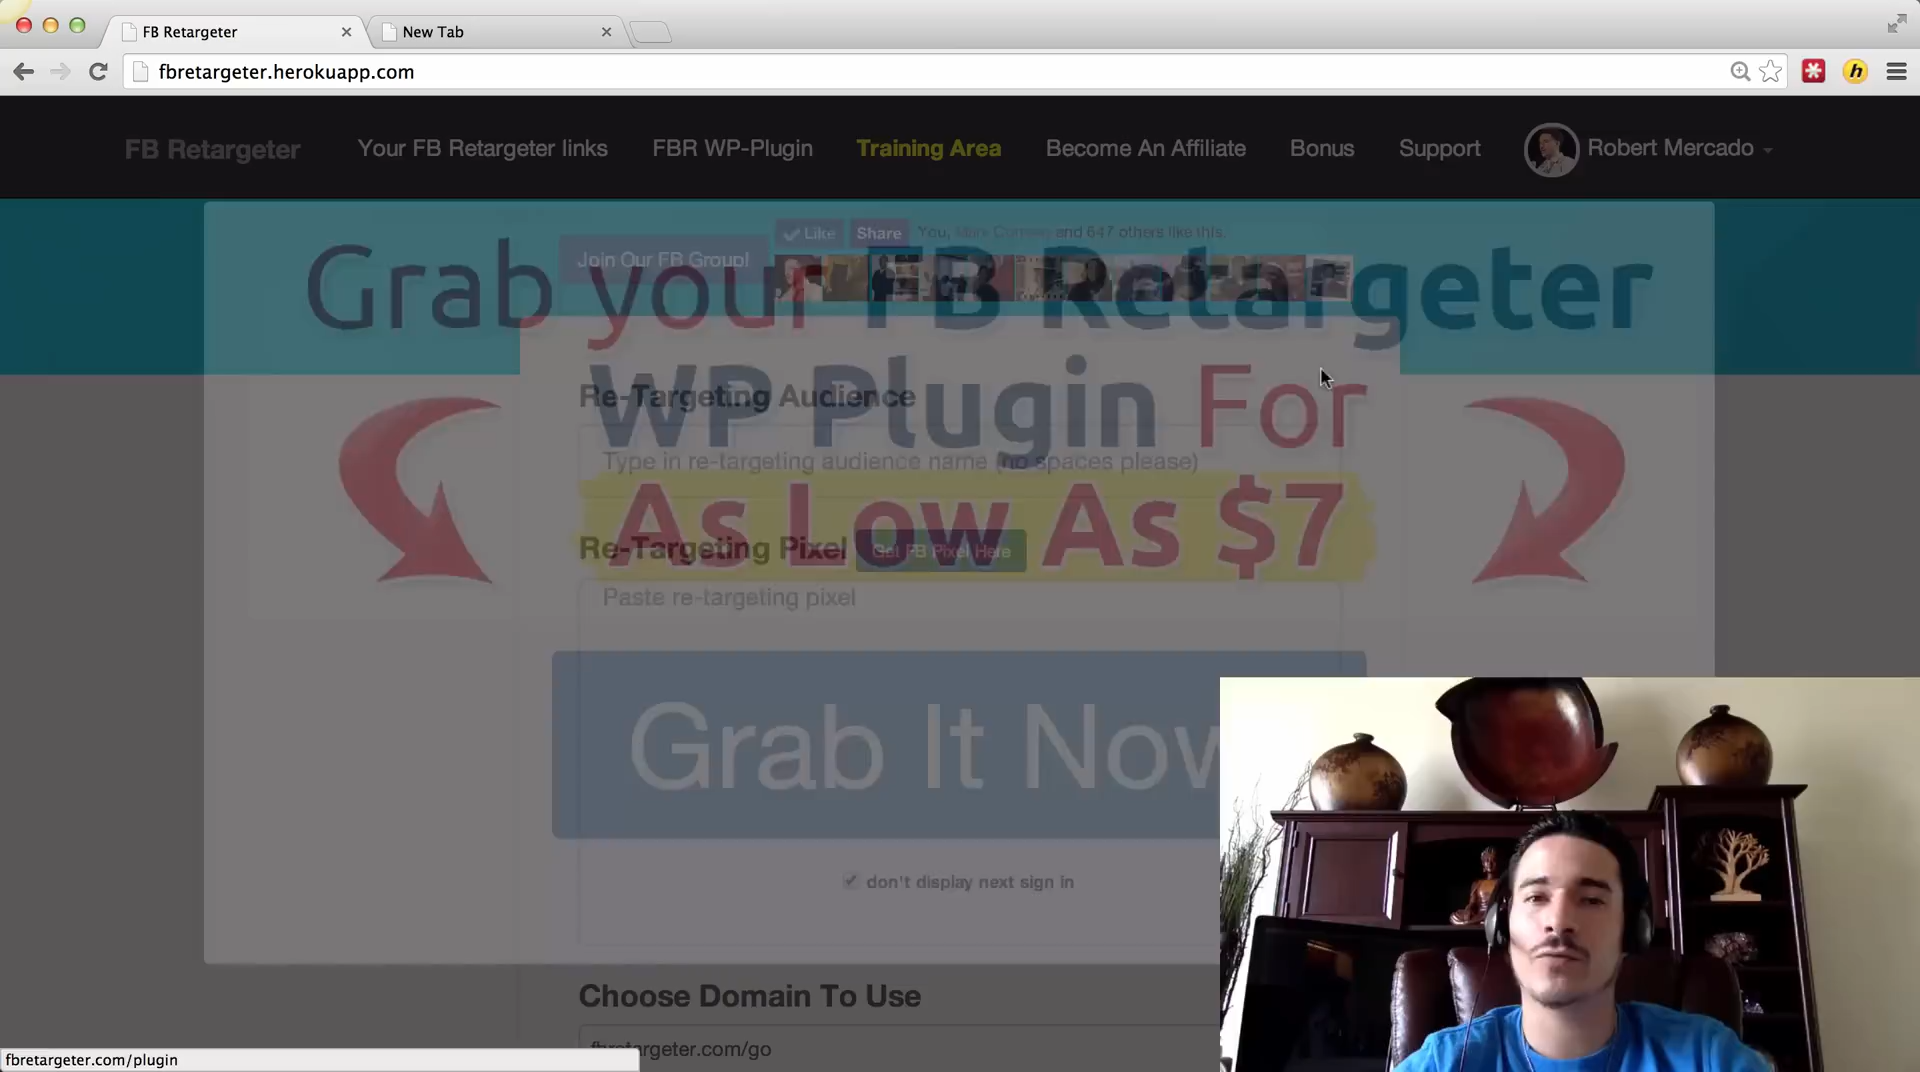 FB Retargeter
New Tab
fbretargeter.herokuapp.com
h
FB Retargeter
Your FB Retargeter links
FBR WP-Plugin
Training Area
Become An Affiliate
Bonus
Support
Robert Mercado
Like
Share
You,
and 647 others like this.
Join Our FB Group!
Grab your FB Retargeter
WP Plugin For
As Low As $7
Re-Targeting Audience
Type in re-targeting audience name (no spaces please)
Re-Targeting Pixel
Get FB Pixel Here
Paste re-targeting pixel
Grab It Now
don't display next sign in
Choose Domain To Use
fbretargeter.com/go
fbretargeter.com/plugin